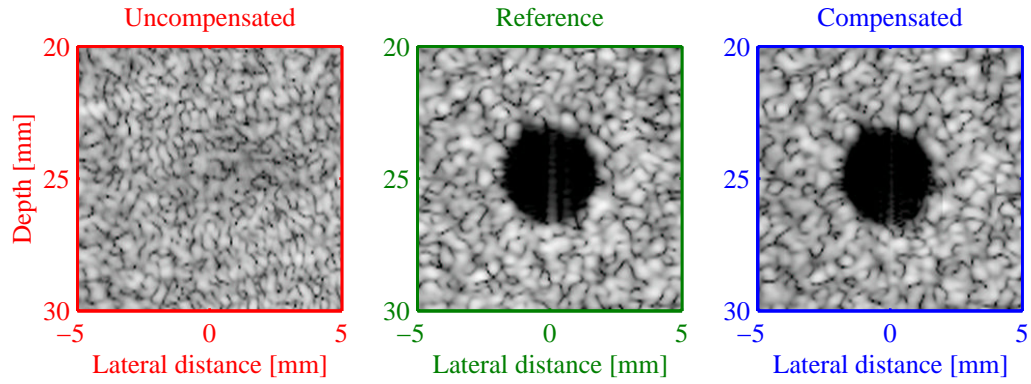 Uncompensated
Reference
Compensated
20
25
30
Depth [mm]
–5
0
5
Lateral distance [mm]
20
25
30
–5
0
5
Lateral distance [mm]
20
25
30
–5
0
5
Lateral distance [mm]